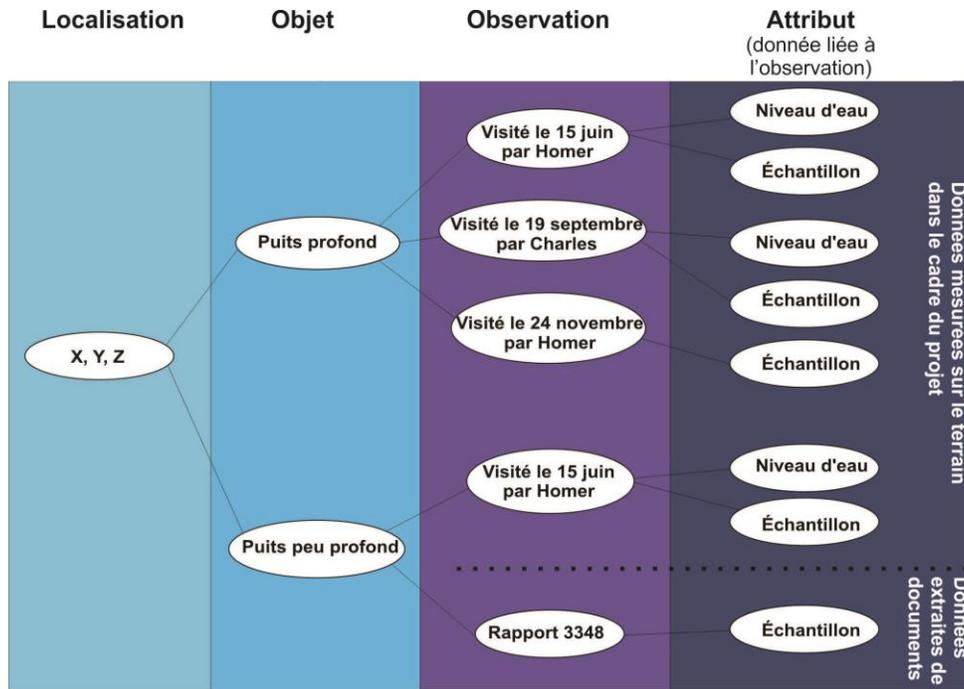 Localisation
Objet
Observation
Attribut
(donnée liée à
l'observation)
X, Y, Z
Puits profond
Puits peu profond
Visité le 15 juin
par Homer
Visité le 19 septembre
par Charles
Visité le 24 novembre
par Homer
Visité le 15 juin
par Homer
Rapport 3348
Niveau d'eau
Échantillon
Niveau d'eau
Échantillon
Échantillon
Niveau d'eau
Échantillon
Échantillon
Données mesurées sur le terrain
dans le cadre du projet
Données
extraites de
documents